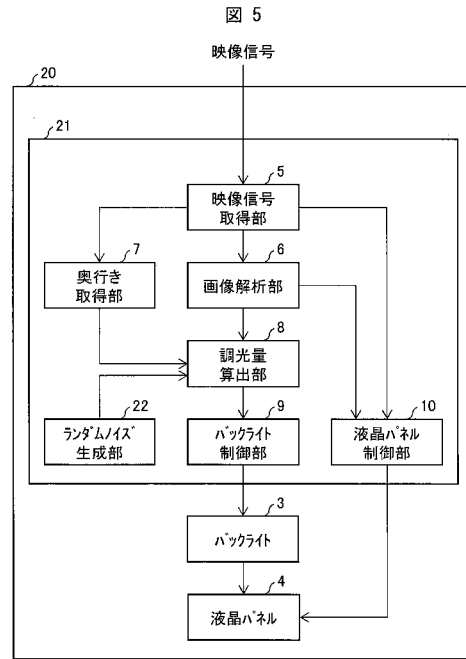 図 5
映像信号
20
21
5
映像信号
取得部
7
奥行き
取得部
6
画像解析部
8
調光量
算出部
22
ランダムノイズ
生成部
9
バックライト
制御部
10
液晶パネル
制御部
3
バックライト
4
液晶パネル